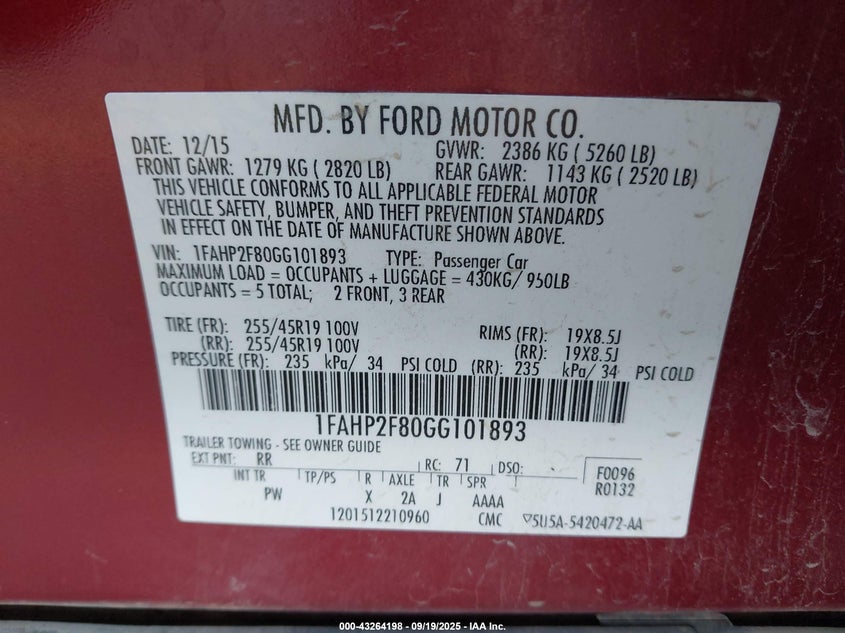 MFD. BY FORD MOTOR CO.
DATE: 12/15 GVWR: 2386 KG ( 5260 LB)
FRONT GAWR: 1279 KG ( 2820 LB) REAR GAWR: 1143 KG ( 2520 LB)
THIS VEHICLE CONFORMS TO ALL APPLICABLE FEDERAL MOTOR
VEHICLE SAFETY, BUMPER, AND THEFT PREVENTION STANDARDS
IN EFFECT ON THE DATE OF MANUFACTURE SHOWN ABOVE.
VIN: 1FAHP2F80GG101893 TYPE: Passenger Car
MAXIMUM LOAD = OCCUPANTS + LUGGAGE = 430KG/ 950LB
OCCUPANTS = 5 TOTAL; 2 FRONT, 3 REAR
TIRE (FR): 255/45R19 100V RIMS (FR): 19X8.5J
(RR): 255/45R19 100V (RR): 19X8.5J
PRESSURE (FR): 235 kPa/ 34 PSI COLD (RR): 235 kPa/ 34 PSI COLD
1FAHP2F80GG101893
TRAILER TOWING - SEE OWNER GUIDE
EXT PNT: RR RC: 71 DSO: F0096
INT TR TP/PS R AXLE TR SPR R0132
PW X 2A J AAAA
1201512210960 CMC ▽5U5A-5420472-AA
000-43264198 - 09/19/2025 - IAA Inc.